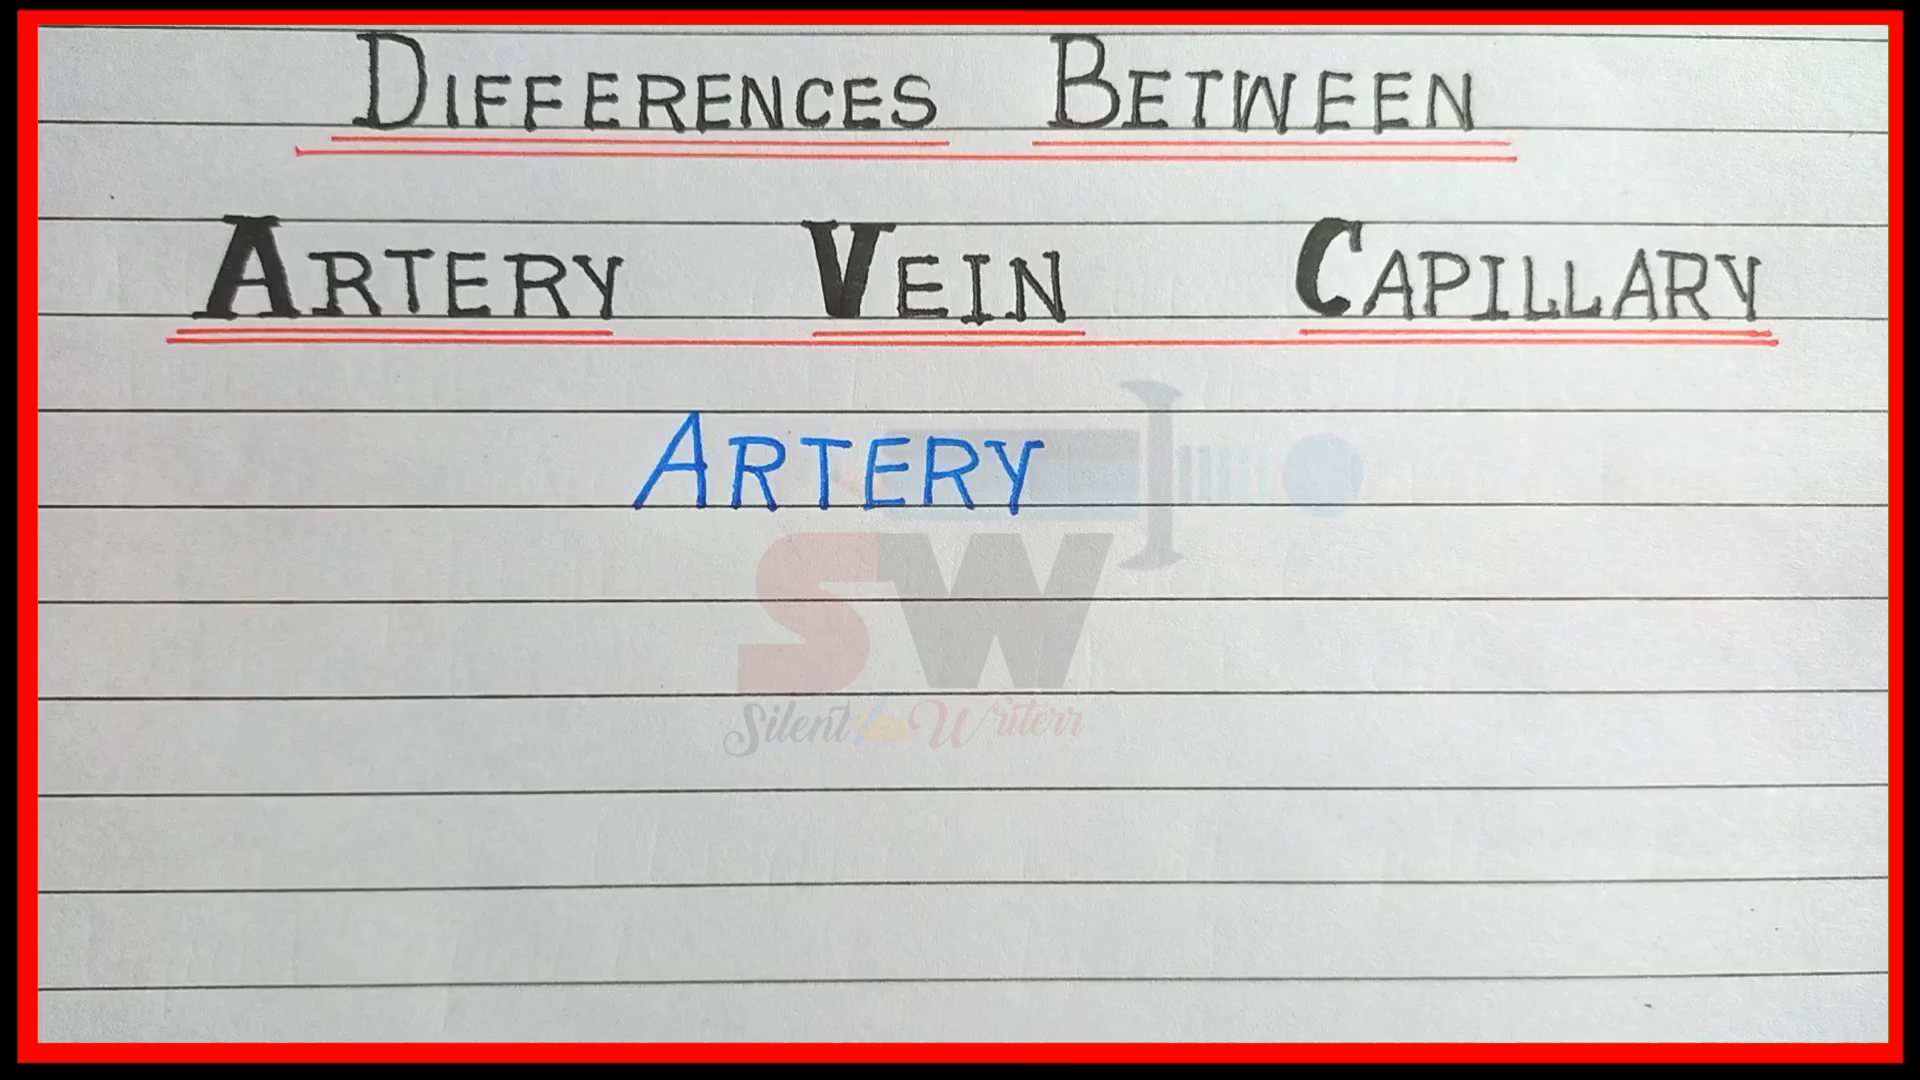 DIFFERENCES BETWEEN
ARTERY VEIN CAPILLARY
ARTERY
SW
Silent Writerr